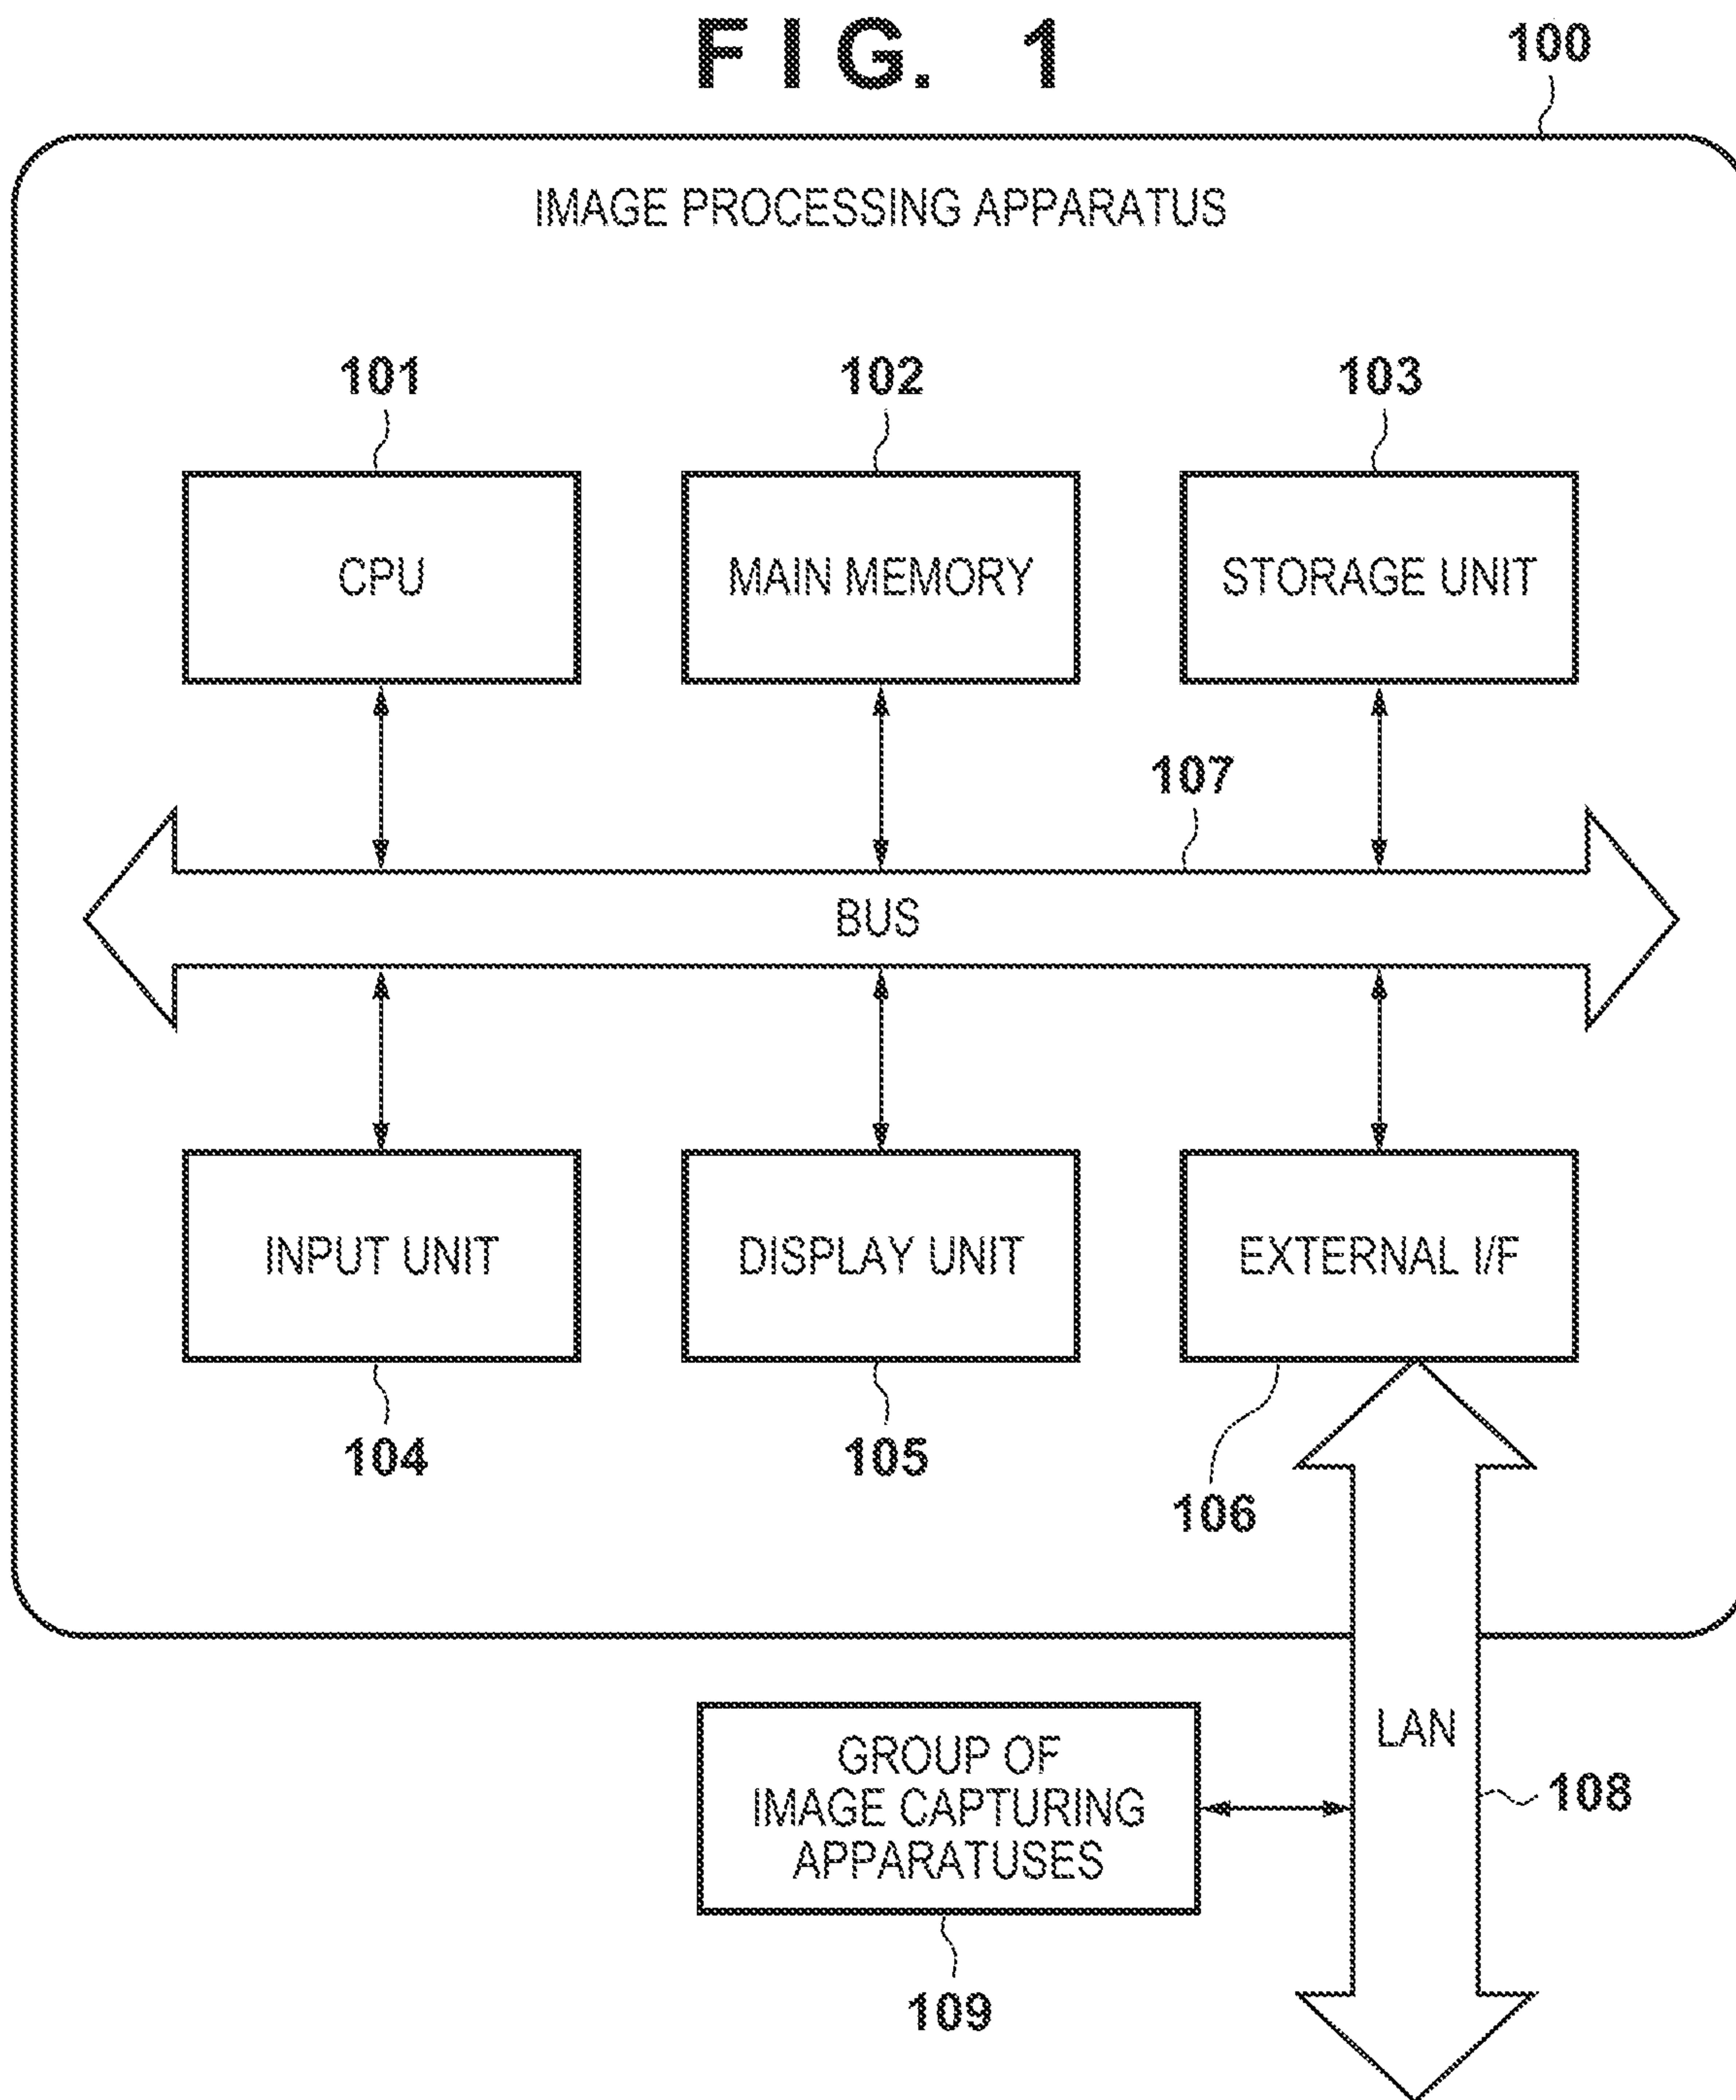 FIG. 1
100
IMAGE PROCESSING APPARATUS
101
102
103
CPU
MAIN MEMORY
STORAGE UNIT
107
BUS
INPUT UNIT
DISPLAY UNIT
EXTERNAL I/F
104
105
106
LAN
GROUP OF
IMAGE CAPTURING
APPARATUSES
108
109